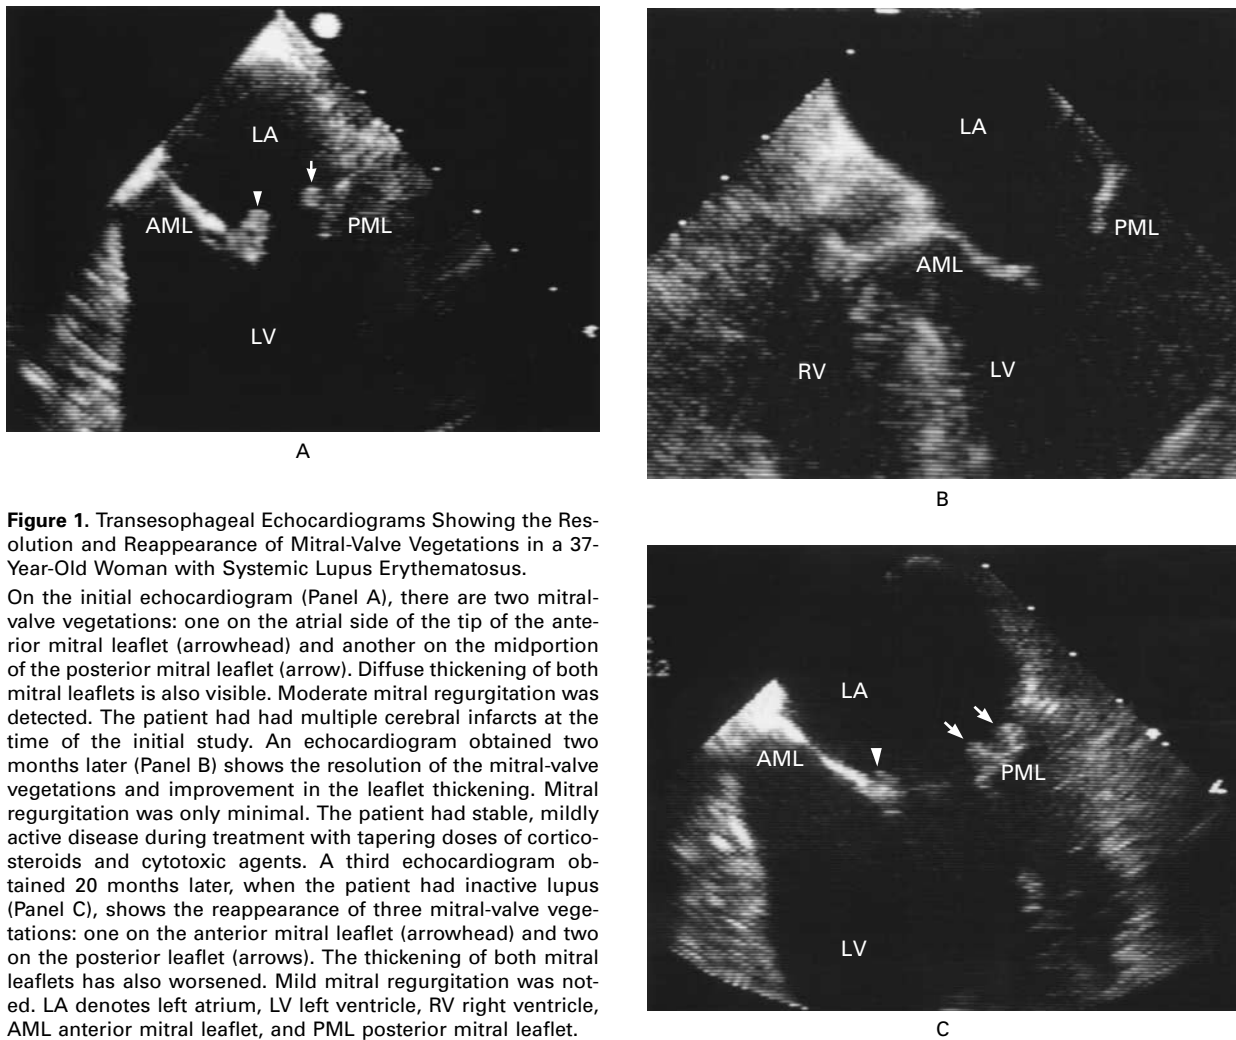 LA
AML
PML
LV
A
LA
PML
AML
RV
LV
B
Figure 1. Transesophageal Echocardiograms Showing the Res-
olution and Reappearance of Mitral-Valve Vegetations in a 37-
Year-Old Woman with Systemic Lupus Erythematosus.
On the initial echocardiogram (Panel A), there are two mitral-
valve vegetations: one on the atrial side of the tip of the ante-
rior mitral leaflet (arrowhead) and another on the midportion
of the posterior mitral leaflet (arrow). Diffuse thickening of both
mitral leaflets is also visible. Moderate mitral regurgitation was
detected. The patient had had multiple cerebral infarcts at the
time of the initial study. An echocardiogram obtained two
months later (Panel B) shows the resolution of the mitral-valve
vegetations and improvement in the leaflet thickening. Mitral
regurgitation was only minimal. The patient had stable, mildly
active disease during treatment with tapering doses of cortico-
steroids and cytotoxic agents. A third echocardiogram ob-
tained 20 months later, when the patient had inactive lupus
(Panel C), shows the reappearance of three mitral-valve vege-
tations: one on the anterior mitral leaflet (arrowhead) and two
on the posterior leaflet (arrows). The thickening of both mitral
leaflets has also worsened. Mild mitral regurgitation was not-
ed. LA denotes left atrium, LV left ventricle, RV right ventricle,
AML anterior mitral leaflet, and PML posterior mitral leaflet.
LA
AML
PML
LV
C